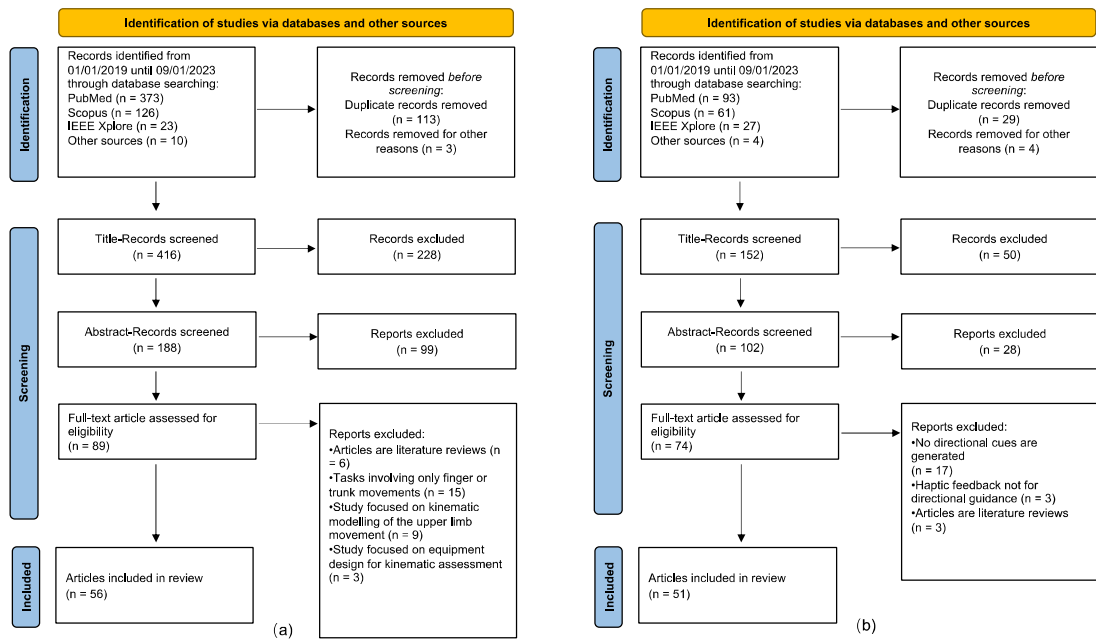 Identification of studies via databases and other sources
Identification
Records identified from
01/01/2019 until 09/01/2023
through database searching:
PubMed (n = 373)
Scopus (n = 126)
IEEE Xplore (n = 23)
Other sources (n = 10)
Records removed before
screening:
Duplicate records removed
(n = 113)
Records removed for other
reasons (n = 3)
Screening
Title-Records screened
(n = 416)
Records excluded
(n = 228)
Abstract-Records screened
(n = 188)
Reports excluded
(n = 99)
Full-text article assessed for
eligibility
(n = 89)
Reports excluded:
•Articles are literature reviews (n
= 6)
•Tasks involving only finger or
trunk movements (n = 15)
•Study focused on kinematic
modelling of the upper limb
movement (n = 9)
•Study focused on equipment
design for kinematic assessment
(n = 3)
Included
Articles included in review
(n = 56)
(a)
Identification of studies via databases and other sources
Identification
Records identified from
01/01/2019 until 09/01/2023
through database searching:
PubMed (n = 93)
Scopus (n = 61)
IEEE Xplore (n = 27)
Other sources (n = 4)
Records removed before
screening:
Duplicate records removed
(n = 29)
Records removed for other
reasons (n = 4)
Screening
Title-Records screened
(n = 152)
Records excluded
(n = 50)
Abstract-Records screened
(n = 102)
Reports excluded
(n = 28)
Full-text article assessed for
eligibility
(n = 74)
Reports excluded:
•No directional cues are
generated
(n = 17)
•Haptic feedback not for
directional guidance (n = 3)
•Articles are literature reviews
(n = 3)
Included
Articles included in review
(n = 51)
(b)